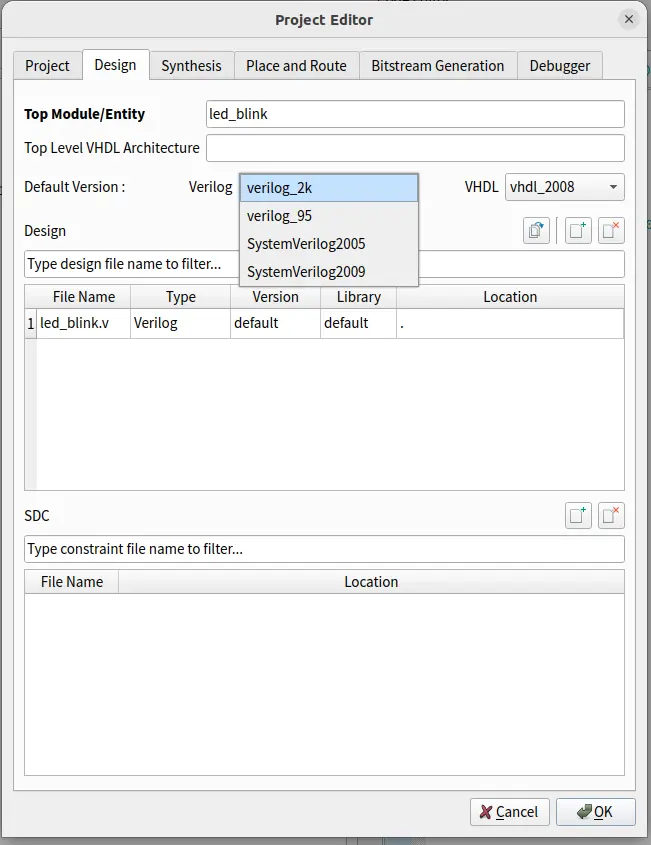 Project Editor
Project Design Synthesis Place and Route Bitstream Generation Debugger
Top Module/Entity led_blink
Top Level VHDL Architecture
Default Version : Verilog verilog_2k VHDL vhdl_2008
verilog_95
SystemVerilog2005
SystemVerilog2009
Design
Type design file name to filter...
File Name Type Version Library Location
1 led_blink.v Verilog default default .
SDC
Type constraint file name to filter...
File Name Location
Cancel OK